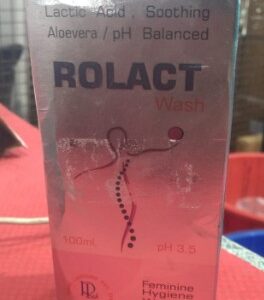 Lactic Acid , Soothing
Aloevera / pH Balanced
ROLACT
Wash
100ml.
pH 3.5
Feminine
Hygiene